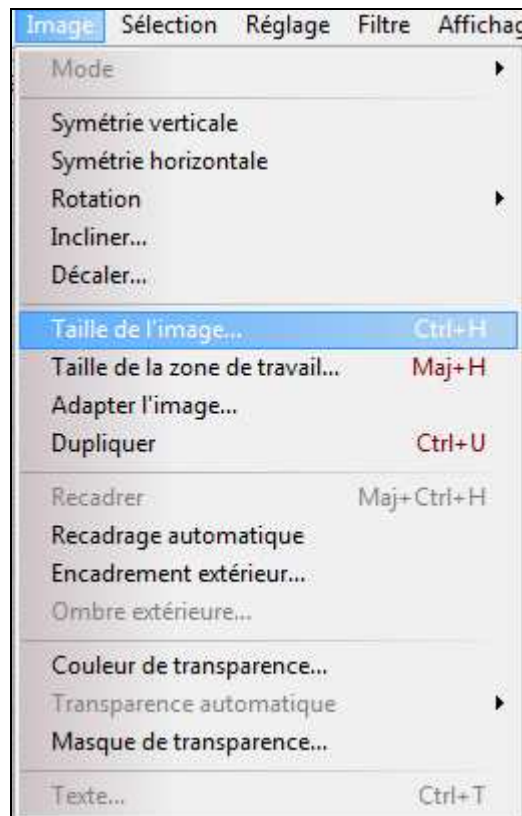 Image Sélection Réglage Filtre Affichag
Mode
Symétrie verticale
Symétrie horizontale
Rotation
Incliner...
Décaler...
Taille de l'image... Ctrl+H
Taille de la zone de travail... Maj+H
Adapter l'image...
Dupliquer Ctrl+U
Recadrer Maj+Ctrl+H
Recadrage automatique
Encadrement extérieur...
Ombre extérieure...
Couleur de transparence...
Transparence automatique
Masque de transparence...
Texte... Ctrl+T